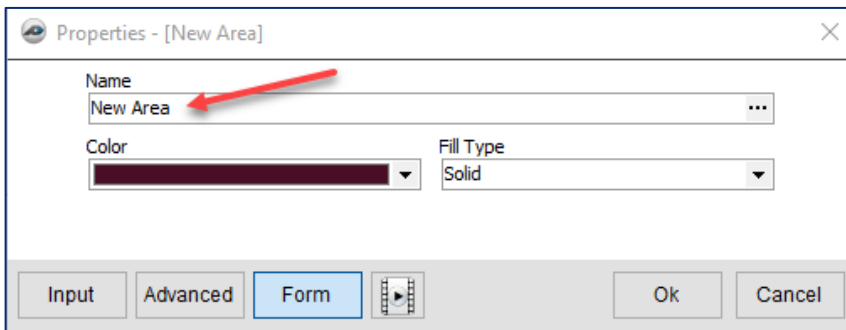 Properties - [New Area]
Name
New Area
...
Color Fill Type
Solid
Input Advanced Form Ok Cancel